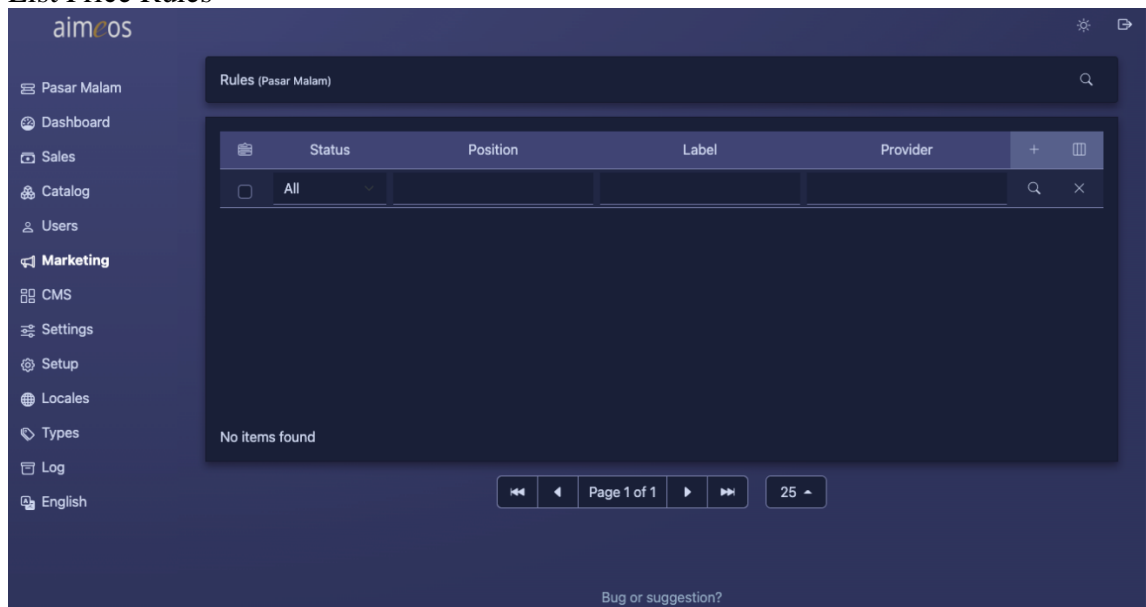 List Price Rules
aimeos
Rules (Pasar Malam)
Pasar Malam
Dashboard
Sales
Catalog
Users
Marketing
CMS
Settings
Setup
Locales
Types
Log
English
Status Position Label Provider
All
No items found
Page 1 of 1
25
Bug or suggestion?